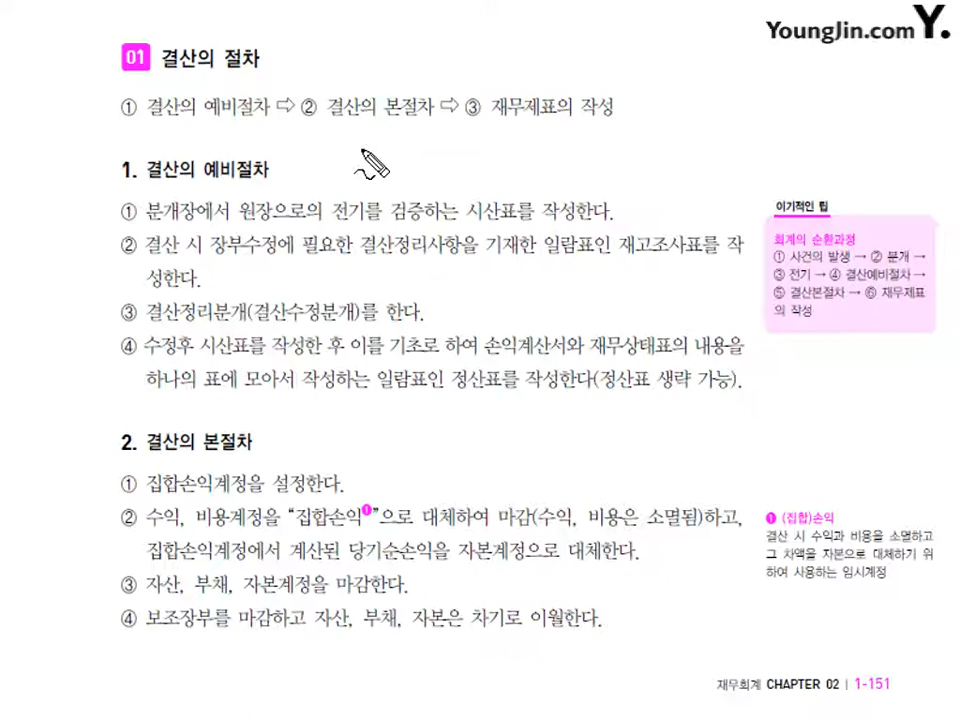 YoungJin.com Y.
01 결산의 절차
① 결산의 예비절차 ⇨ ② 결산의 본절차 ⇨ ③ 재무제표의 작성
1. 결산의 예비절차
① 분개장에서 원장으로의 전기를 검증하는 시산표를 작성한다.
② 결산 시 장부수정에 필요한 결산정리사항을 기재한 일람표인 재고조사표를 작
성한다.
③ 결산정리분개(결산수정분개)를 한다.
④ 수정후 시산표를 작성한 후 이를 기초로 하여 손익계산서와 재무상태표의 내용을
하나의 표에 모아서 작성하는 일람표인 정산표를 작성한다(정산표 생략 가능).
이기적인 팁
회계의 순환과정
① 사건의 발생 → ② 분개 →
③ 전기 → ④ 결산예비절차 →
⑤ 결산본절차 → ⑥ 재무제표
의 작성
2. 결산의 본절차
① 집합손익계정을 설정한다.
② 수익, 비용계정을 “집합손익❶”으로 대체하여 마감(수익, 비용은 소멸됨)하고,
집합손익계정에서 계산된 당기순손익을 자본계정으로 대체한다.
③ 자산, 부채, 자본계정을 마감한다.
④ 보조장부를 마감하고 자산, 부채, 자본은 차기로 이월한다.
❶ (집합)손익
결산 시 수익과 비용을 소멸하고
그 차액을 자본으로 대체하기 위
하여 사용하는 임시계정
재무회계 CHAPTER 02 | 1-151